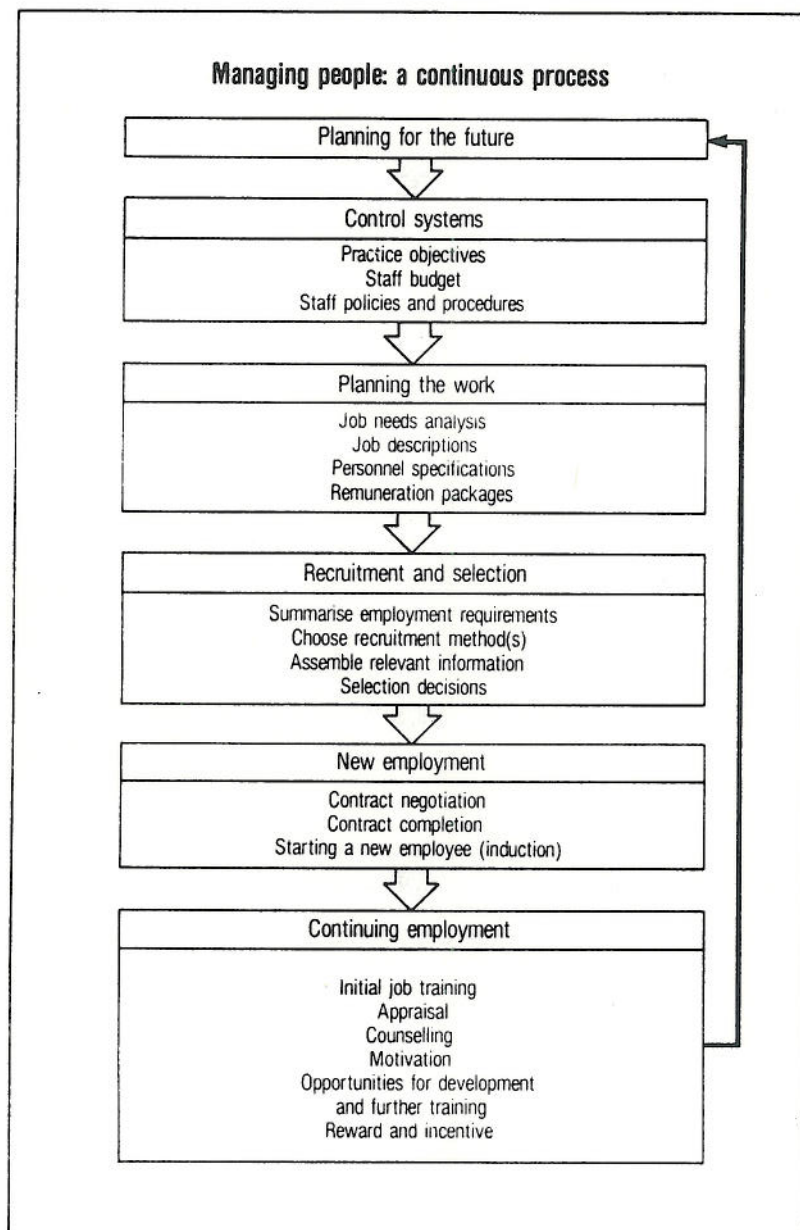 Managing people: a continuous process
Planning for the future
Control systems
Practice objectives
Staff budget
Staff policies and procedures
Planning the work
Job needs analysis
Job descriptions
Personnel specifications
Remuneration packages
Recruitment and selection
Summarise employment requirements
Choose recruitment method(s)
Assemble relevant information
Selection decisions
New employment
Contract negotiation
Contract completion
Starting a new employee (induction)
Continuing employment
Initial job training
Appraisal
Counselling
Motivation
Opportunities for development
and further training
Reward and incentive